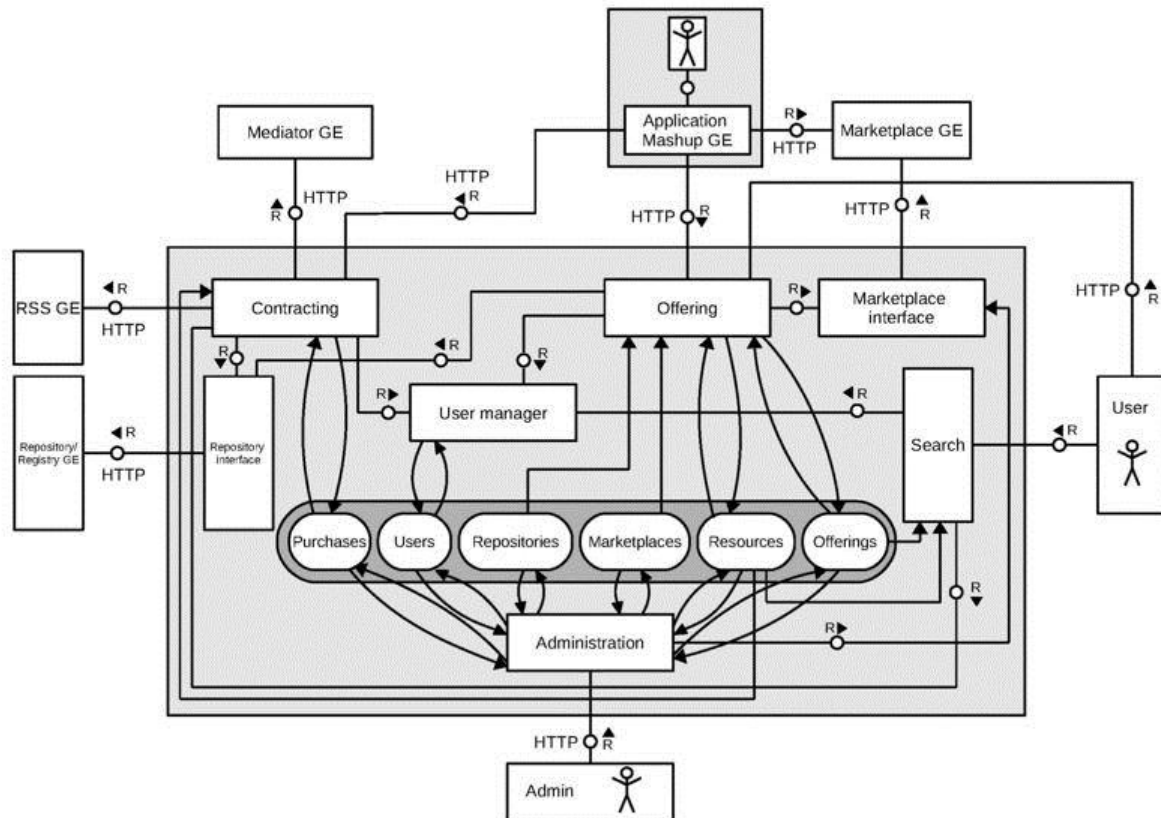 Application
Mashup GE
R
HTTP
Marketplace GE
Mediator GE
HTTP
R
HTTP
R
HTTP
R
HTTP
R
HTTP
R
RSS GE
R
HTTP
Contracting
Offering
R
Marketplace
interface
R
R
R
Repository/
Registry GE
R
HTTP
Repository
interface
R
User manager
R
Search
R
User
Purchases
Users
Repositories
Marketplaces
Resources
Offerings
R
Administration
R
HTTP
R
Admin